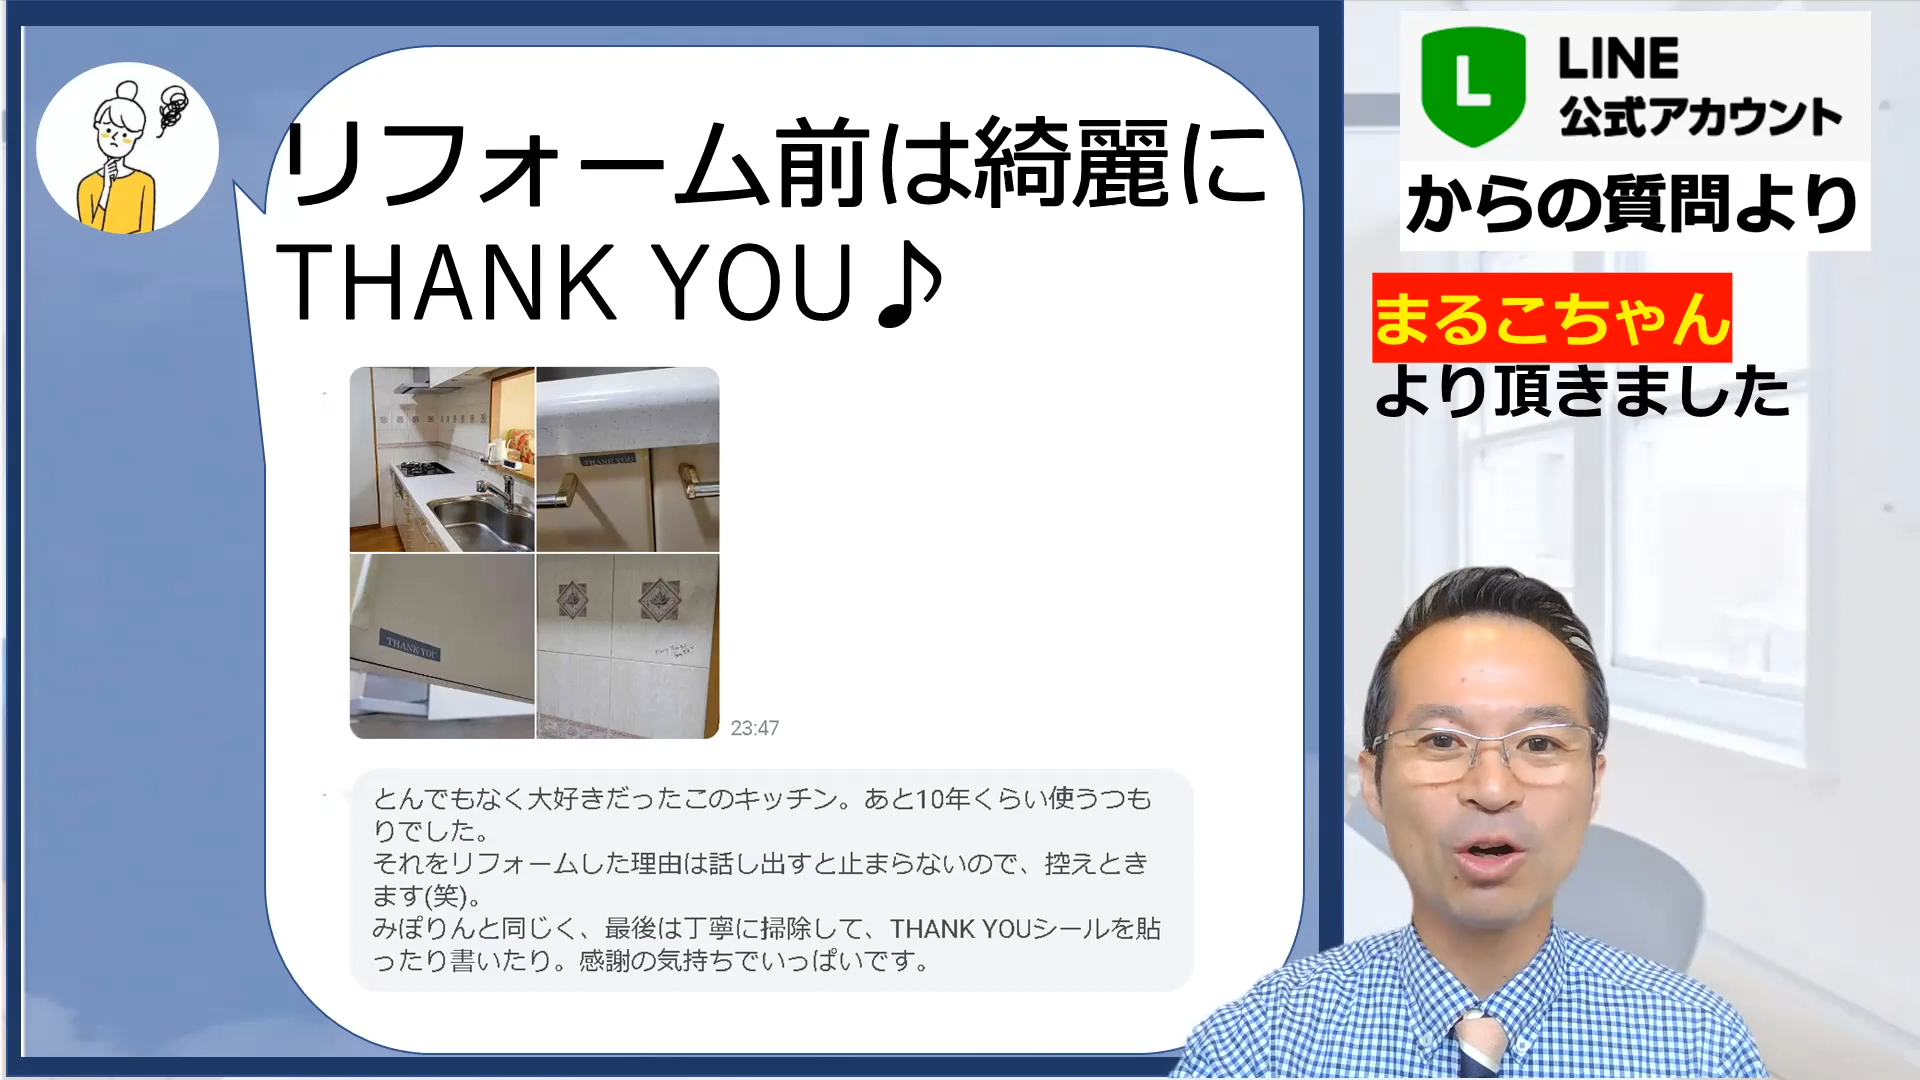 リフォーム前は綺麗に
THANK YOU♪
THANK YOU
THANK YOU
23:47
とんでもなく大好きだったこのキッチン。あと10年くらい使うつも
りでした。
それをリフォームした理由は話し出すと止まらないので、控えとき
ます(笑)。
みぽりんと同じく、最後は丁寧に掃除して、THANK YOUシールを貼
ったり書いたり。感謝の気持ちでいっぱいです。
L
LINE
公式アカウント
からの質問より
まるこちゃん
より頂きました